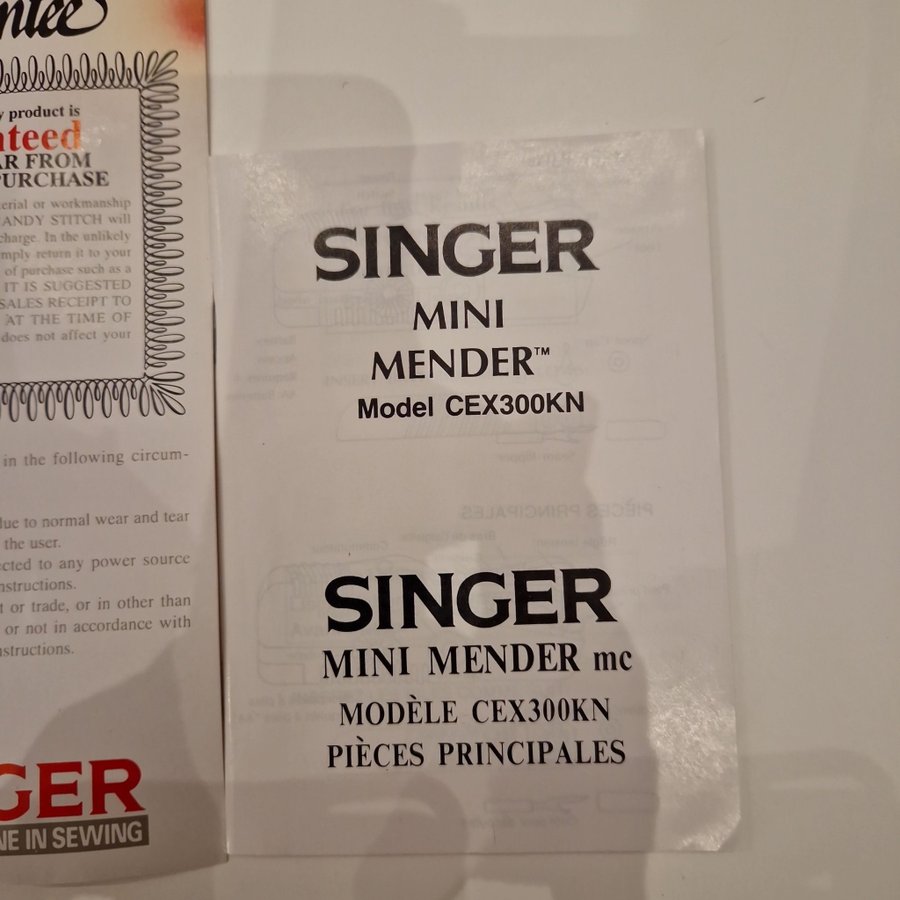 y product is
AR FROM
PURCHASE
erial or workmanship
ANDY STITCH will
charge. In the unlikely
mply return it to your
of purchase such as a
IT IS SUGGESTED
SALES RECEIPT TO
AT THE TIME OF
does not affect your
in the following circum-
due to normal wear and tear
the user.
ected to any power source
nstructions.
t or trade, or in other than
or not in accordance with
nstructions.
GER
NE IN SEWING
SINGER
MINI
MENDER™
Model CEX300KN
SINGER
MINI MENDER mc
MODÈLE CEX300KN
PIÈCES PRINCIPALES